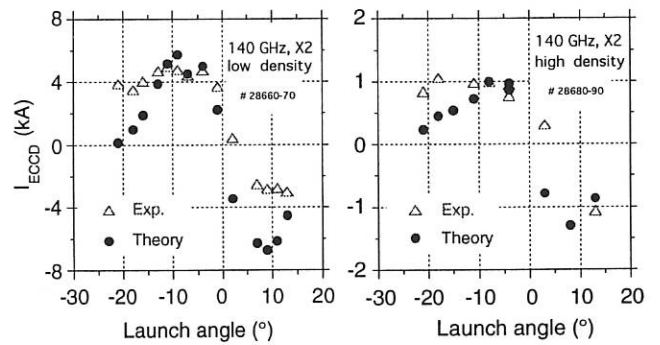 8
4
0
-4
-8
I_ECCD (kA)
140 GHz, X2
low density
# 28660-70
Exp.
Theory
-30 -20 -10 0 10 20
Launch angle (°)
2
1
0
-1
-2
140 GHz, X2
high density
# 28680-90
Exp.
Theory
-30 -20 -10 0 10 20
Launch angle (°)